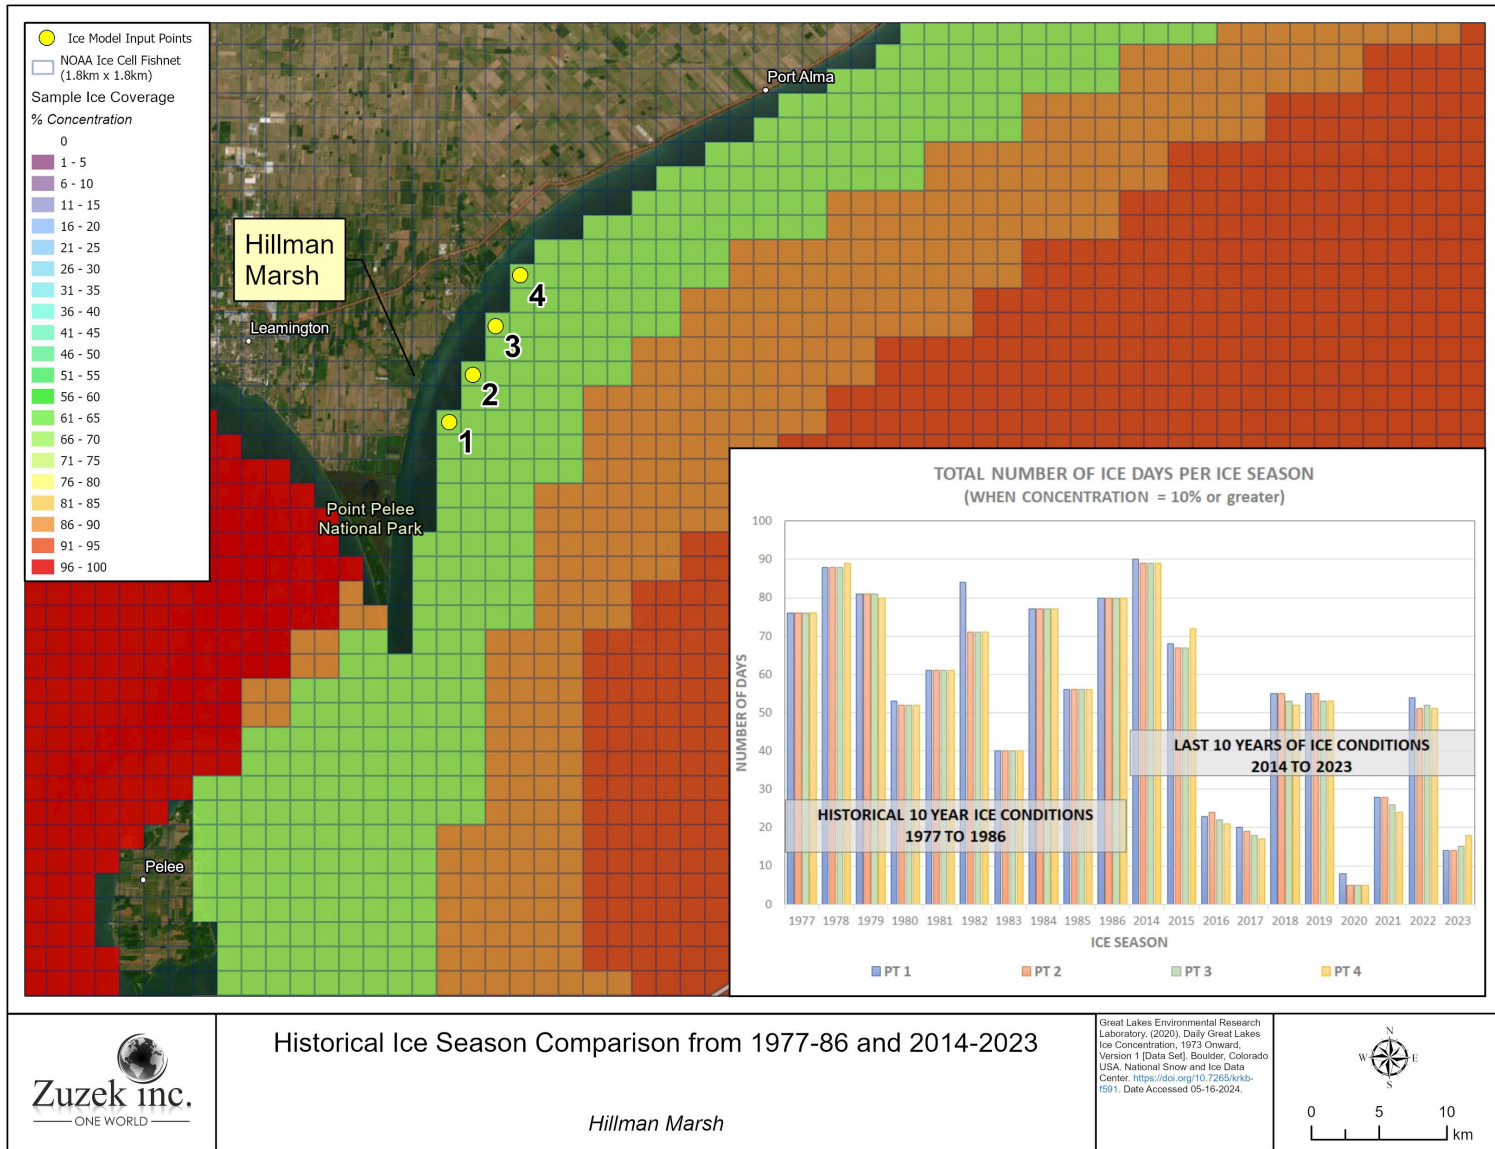 Ice Model Input Points
NOAA Ice Cell Fishnet
(1.8km x 1.8km)
Sample Ice Coverage
% Concentration
0
1 - 5
6 - 10
11 - 15
16 - 20
21 - 25
26 - 30
31 - 35
36 - 40
41 - 45
46 - 50
51 - 55
56 - 60
61 - 65
66 - 70
71 - 75
76 - 80
81 - 85
86 - 90
91 - 95
96 - 100
Port Alma
Hillman
Marsh
Leamington
4
3
2
1
Point Pelee
National Park
Pelee
TOTAL NUMBER OF ICE DAYS PER ICE SEASON
(WHEN CONCENTRATION = 10% or greater)
NUMBER OF DAYS
100
90
80
70
60
50
40
30
20
10
0
HISTORICAL 10 YEAR ICE CONDITIONS
1977 TO 1986
LAST 10 YEARS OF ICE CONDITIONS
2014 TO 2023
1977 1978 1979 1980 1981 1982 1983 1984 1985 1986 2014 2015 2016 2017 2018 2019 2020 2021 2022 2023
ICE SEASON
PT 1 PT 2 PT 3 PT 4
Zuzek inc.
ONE WORLD
Historical Ice Season Comparison from 1977-86 and 2014-2023
Hillman Marsh
Great Lakes Environmental Research
Laboratory. (2020). Daily Great Lakes
Ice Concentration, 1973 Onward,
Version 1 [Data Set]. Boulder, Colorado
USA. National Snow and Ice Data
Center. https://doi.org/10.7265/krkb-
f591. Date Accessed 05-16-2024.
N
W E
S
0 5 10
km